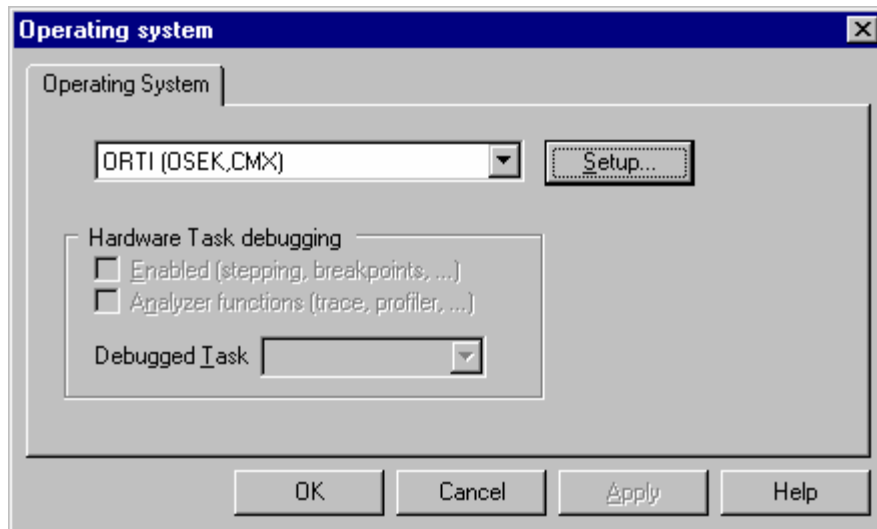 Operating system
Operating System
ORTI (OSEK,CMX)
Setup...
Hardware Task debugging
Enabled (stepping, breakpoints, ...)
Analyzer functions (trace, profiler, ...)
Debugged Task
OK
Cancel
Apply
Help